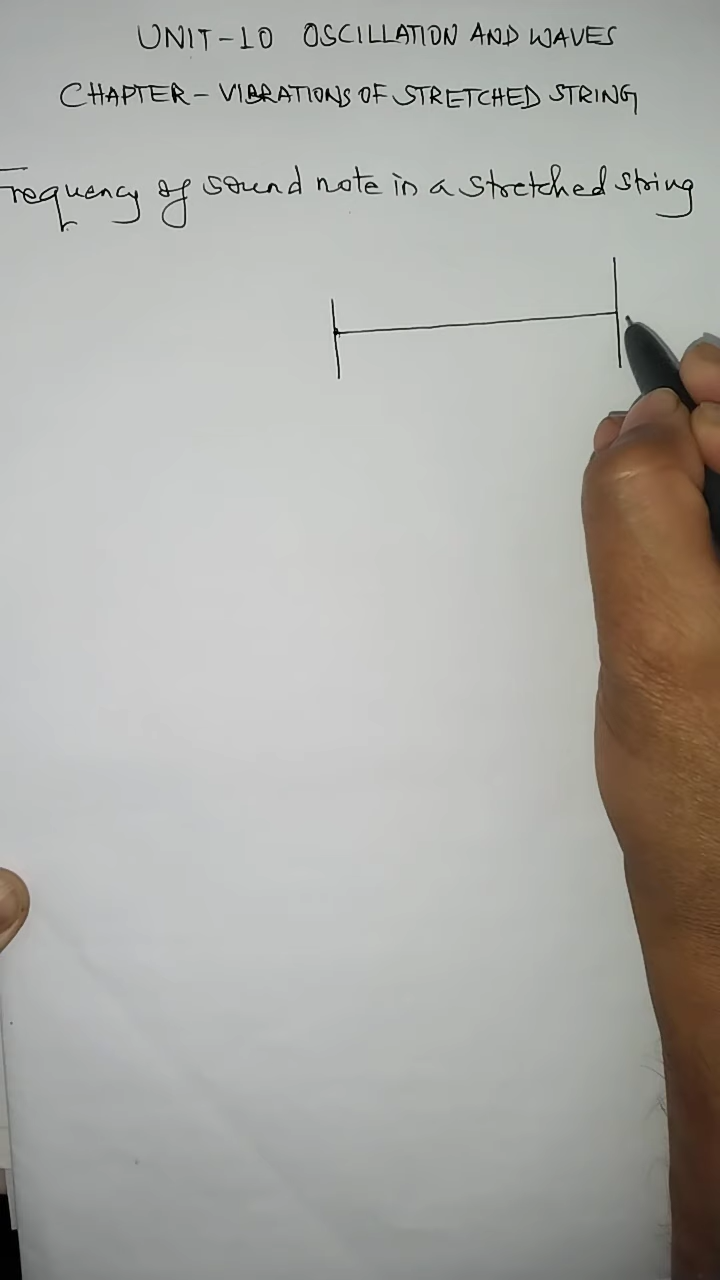 UNIT-10 OSCILLATION AND WAVES
CHAPTER - VIBRATIONS OF STRETCHED STRING
Frequency of sound note in a stretched string